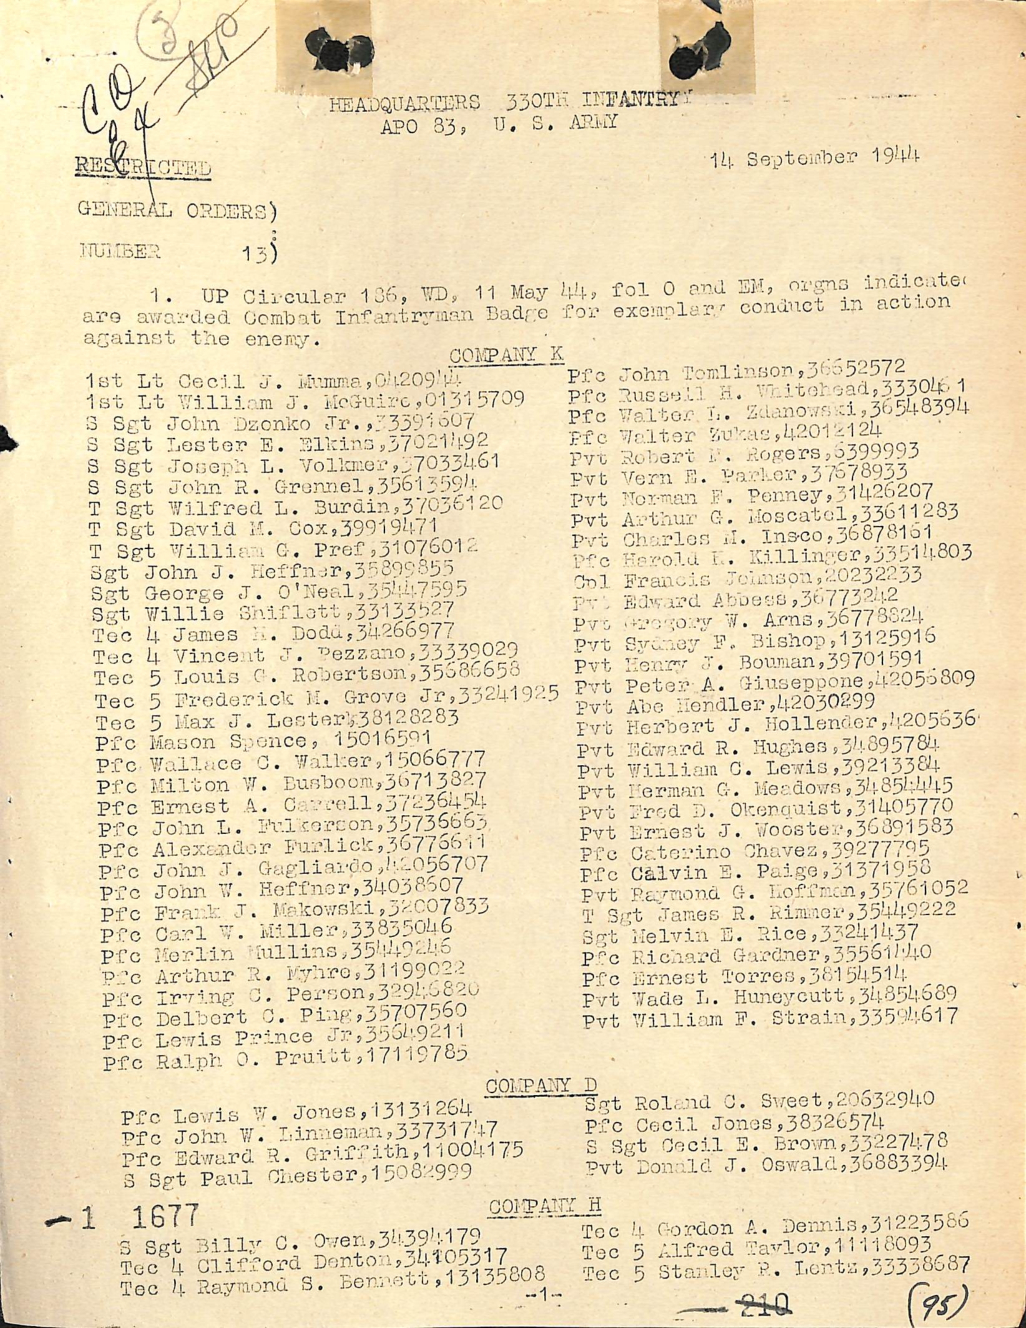 (3)
CO
Ex
HEADQUARTERS 330TH INFANTRY
APO 83, U. S. ARMY
RESTRICTED
14 September 1944
GENERAL ORDERS)
:
NUMBER 13)
1. UP Circular 186, WD, 11 May 44, fol O and EM, orgns indicated
are awarded Combat Infantryman Badge for exemplary conduct in action
against the enemy.
COMPANY K
1st Lt Cecil J. Mumma,0420944
1st Lt William J. McGuire,01315709
S Sgt John Dzonko Jr.,33391607
S Sgt Lester E. Elkins,37021492
S Sgt Joseph L. Volkmer,37033461
S Sgt John R. Grennel,35613594
T Sgt Wilfred L. Burdin,37036120
T Sgt David M. Cox,39919471
T Sgt William G. Pref,31076012
Sgt John J. Heffner,35899855
Sgt George J. O'Neal,35447595
Sgt Willie Shiflett,33133527
Tec 4 James H. Dodd,34266977
Tec 4 Vincent J. Pezzano,33339029
Tec 5 Louis G. Robertson,35686658
Tec 5 Frederick M. Grove Jr,33241925
Tec 5 Max J. Lester,38128283
Pfc Mason Spence, 15016591
Pfc Wallace C. Walker,15066777
Pfc Milton W. Busboom,36713827
Pfc Ernest A. Carrell,37236454
Pfc John L. Fulkerson,35736663
Pfc Alexander Furlick,36776611
Pfc John J. Gagliardo,42056707
Pfc John W. Heffner,34038607
Pfc Frank J. Makowski,32007833
Pfc Carl W. Miller,33835046
Pfc Merlin Mullins,35449246
Pfc Arthur R. Myhre,31199022
Pfc Irving C. Person,32946820
Pfc Delbert C. Ping,35707560
Pfc Lewis Prince Jr,35649211
Pfc Ralph O. Pruitt,17119785
Pfc John Tomlinson,36652572
Pfc Russell H. Whitehead,
Pfc Walter L. Zdanowski,36548394
Pfc Walter Zukas,42012124
Pvt Robert F. Rogers,6399993
Pvt Vern E. Parker,37678933
Pvt Norman F. Penney,31426207
Pvt Arthur G. Moscatel,33611283
Pvt Charles M. Insco,36878161
Pfc Harold K. Killinger,33514803
Cpl Francis Johnson,20232233
Pvt Edward Abbess,36773242
Pvt Gregory W. Arns,36778824
Pvt Sydney F. Bishop,13125916
Pvt Henry J. Bouman,39701591
Pvt Peter A. Giuseppone,42056809
Pvt Abe Hendler,42030299
Pvt Herbert J. Hollender,4205636
Pvt Edward R. Hughes,34895784
Pvt William C. Lewis,39213384
Pvt Herman G. Meadows,34854445
Pvt Fred D. Okenquist,31405770
Pvt Ernest J. Wooster,36891583
Pfc Caterino Chavez,39277795
Pfc Calvin E. Paige,31371958
Pvt Raymond G. Hoffman,35761052
T Sgt James R. Rimmer,35449222
Sgt Melvin E. Rice,33241437
Pfc Richard Gardner,35561440
Pfc Ernest Torres,38154514
Pvt Wade L. Huneycutt,34854689
Pvt William F. Strain,33594617
COMPANY D
Pfc Lewis W. Jones,13131264
Pfc John W. Linneman,33731747
Pfc Edward R. Griffith,11004175
S Sgt Paul Chester,15082999
Sgt Roland C. Sweet,20632940
Pfc Cecil Jones,38326574
S Sgt Cecil E. Brown,33227478
Pvt Donald J. Oswald,36883394
COMPANY H
-1 1677
S Sgt Billy C. Owen,34394179
Tec 4 Clifford Denton,34105317
Tec 4 Raymond S. Bennett,13135808
Tec 4 Gordon A. Dennis,31223586
Tec 5 Alfred Taylor,11118093
Tec 5 Stanley R. Lentz,33338687
-1-
210
(95)